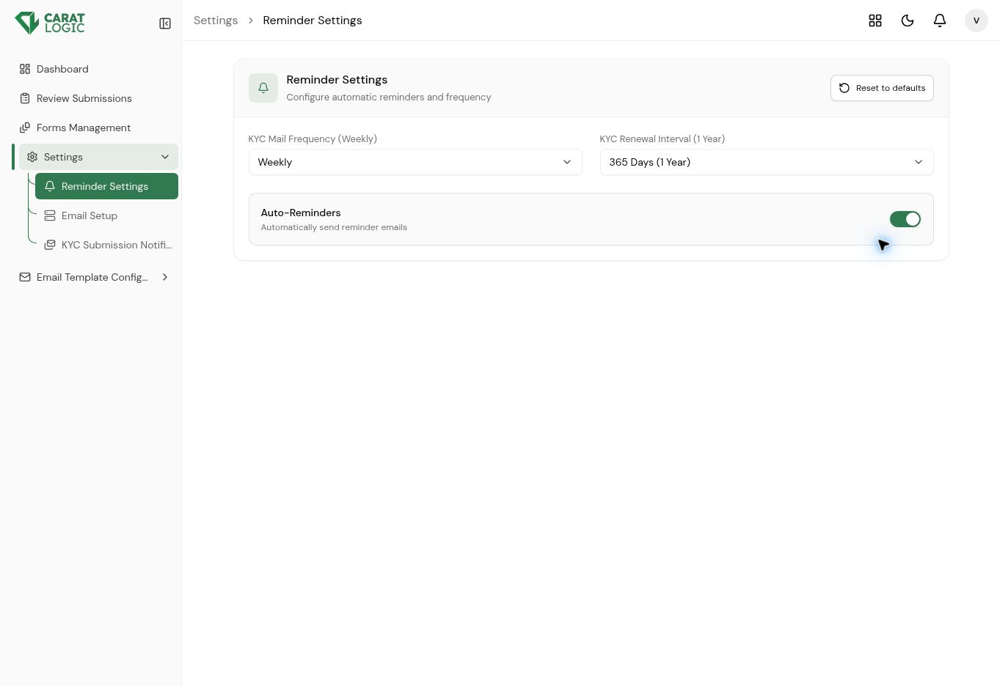 CARAT
LOGIC
Settings > Reminder Settings
V
Dashboard
Review Submissions
Forms Management
Settings
Reminder Settings
Email Setup
KYC Submission Notifi...
Email Template Config...
Reminder Settings
Configure automatic reminders and frequency
Reset to defaults
KYC Mail Frequency (Weekly)
Weekly
KYC Renewal Interval (1 Year)
365 Days (1 Year)
Auto-Reminders
Automatically send reminder emails